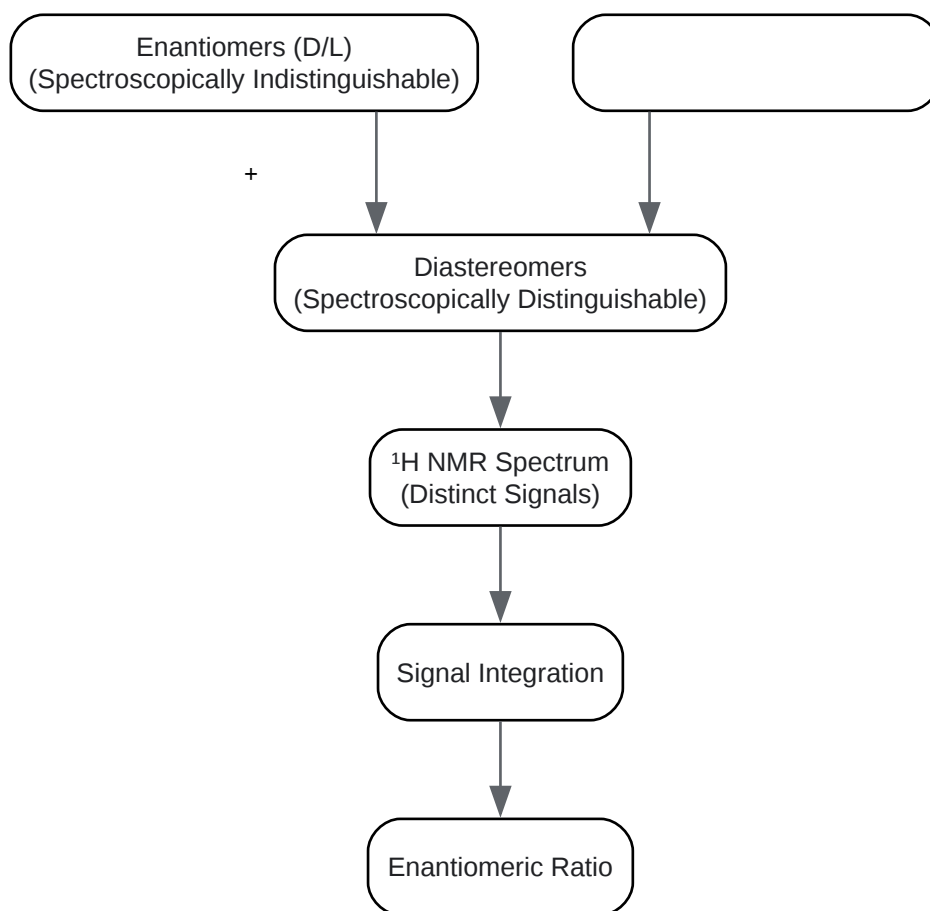 Enantiomers (D/L)
(Spectroscopically Indistinguishable)
+
Diastereomers
(Spectroscopically Distinguishable)
¹H NMR Spectrum
(Distinct Signals)
Signal Integration
Enantiomeric Ratio